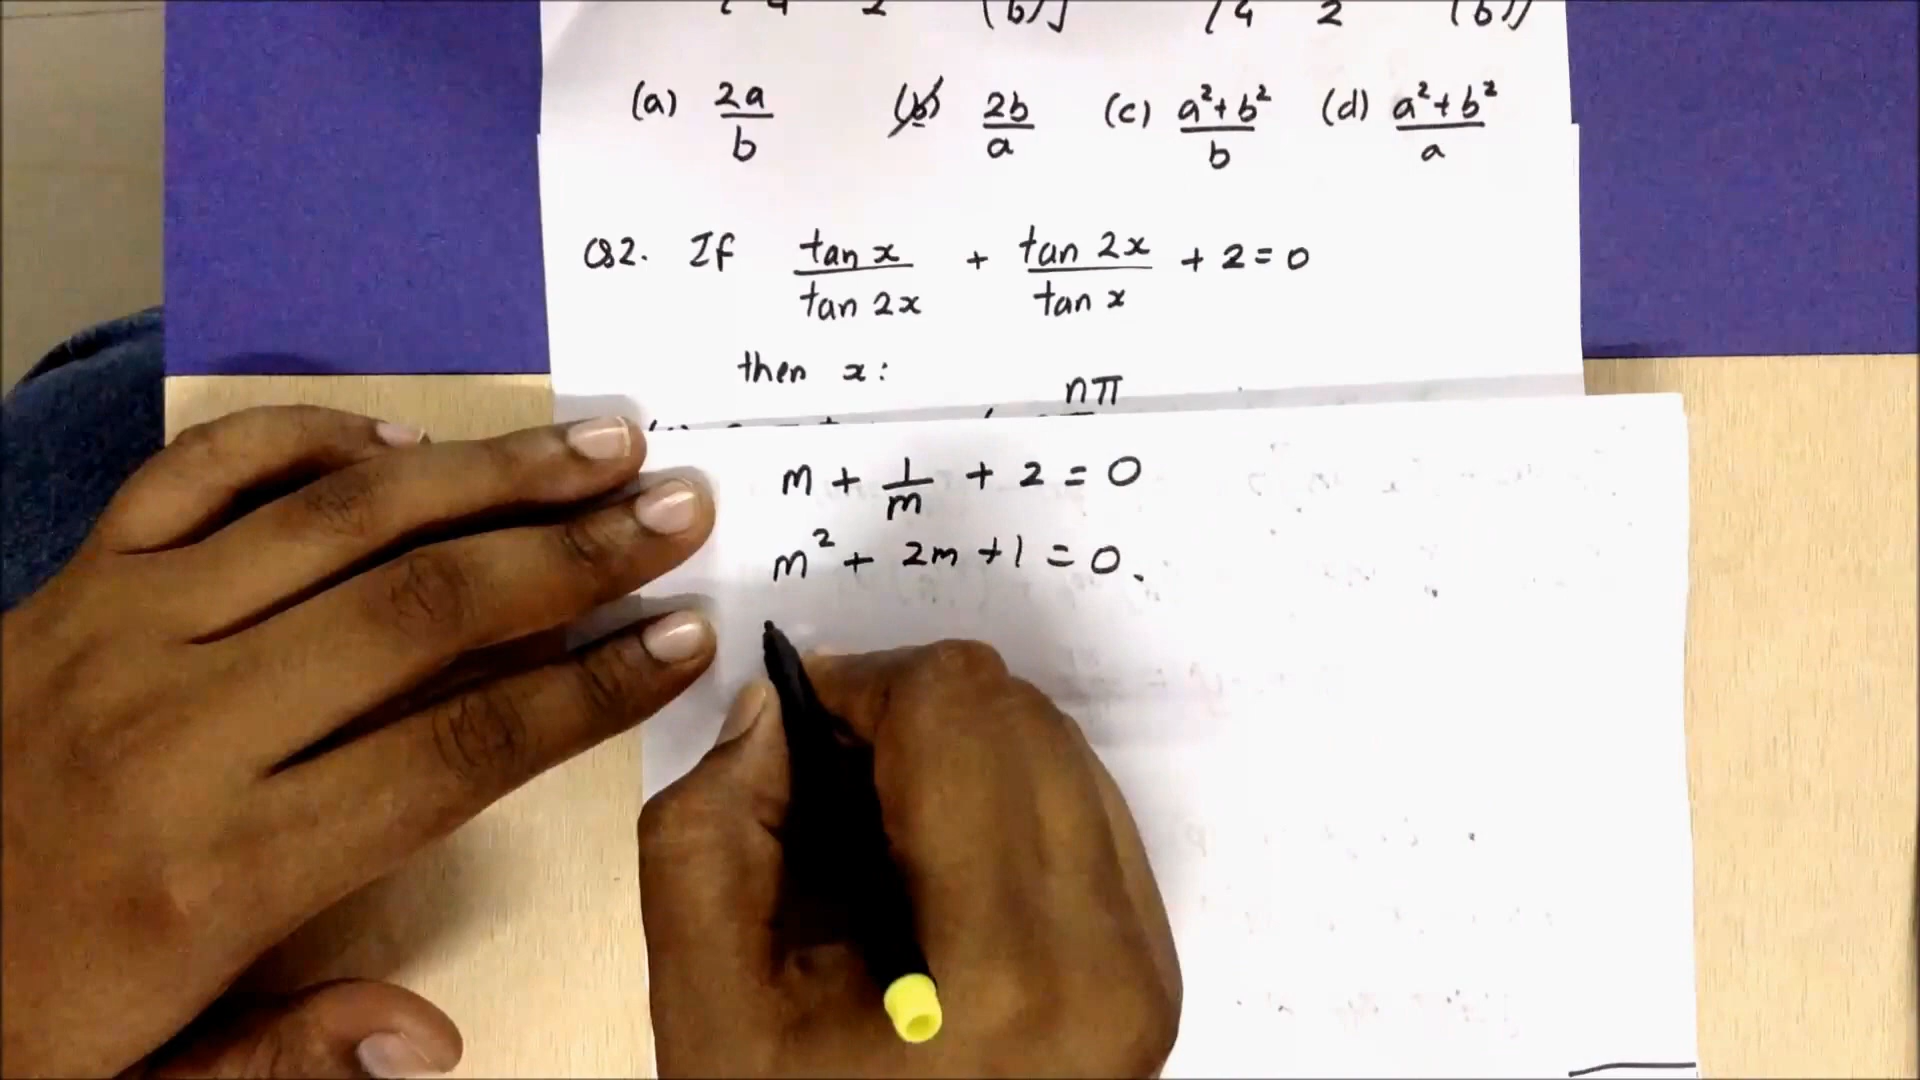 (a) 2a/b (b) 2b/a (c) a²+b²/b (d) a²+b²/a
Q2. If tan x/tan 2x + tan 2x/tan x + 2 = 0
then x:
nπ
m + 1/m + 2 = 0
m² + 2m + 1 = 0.